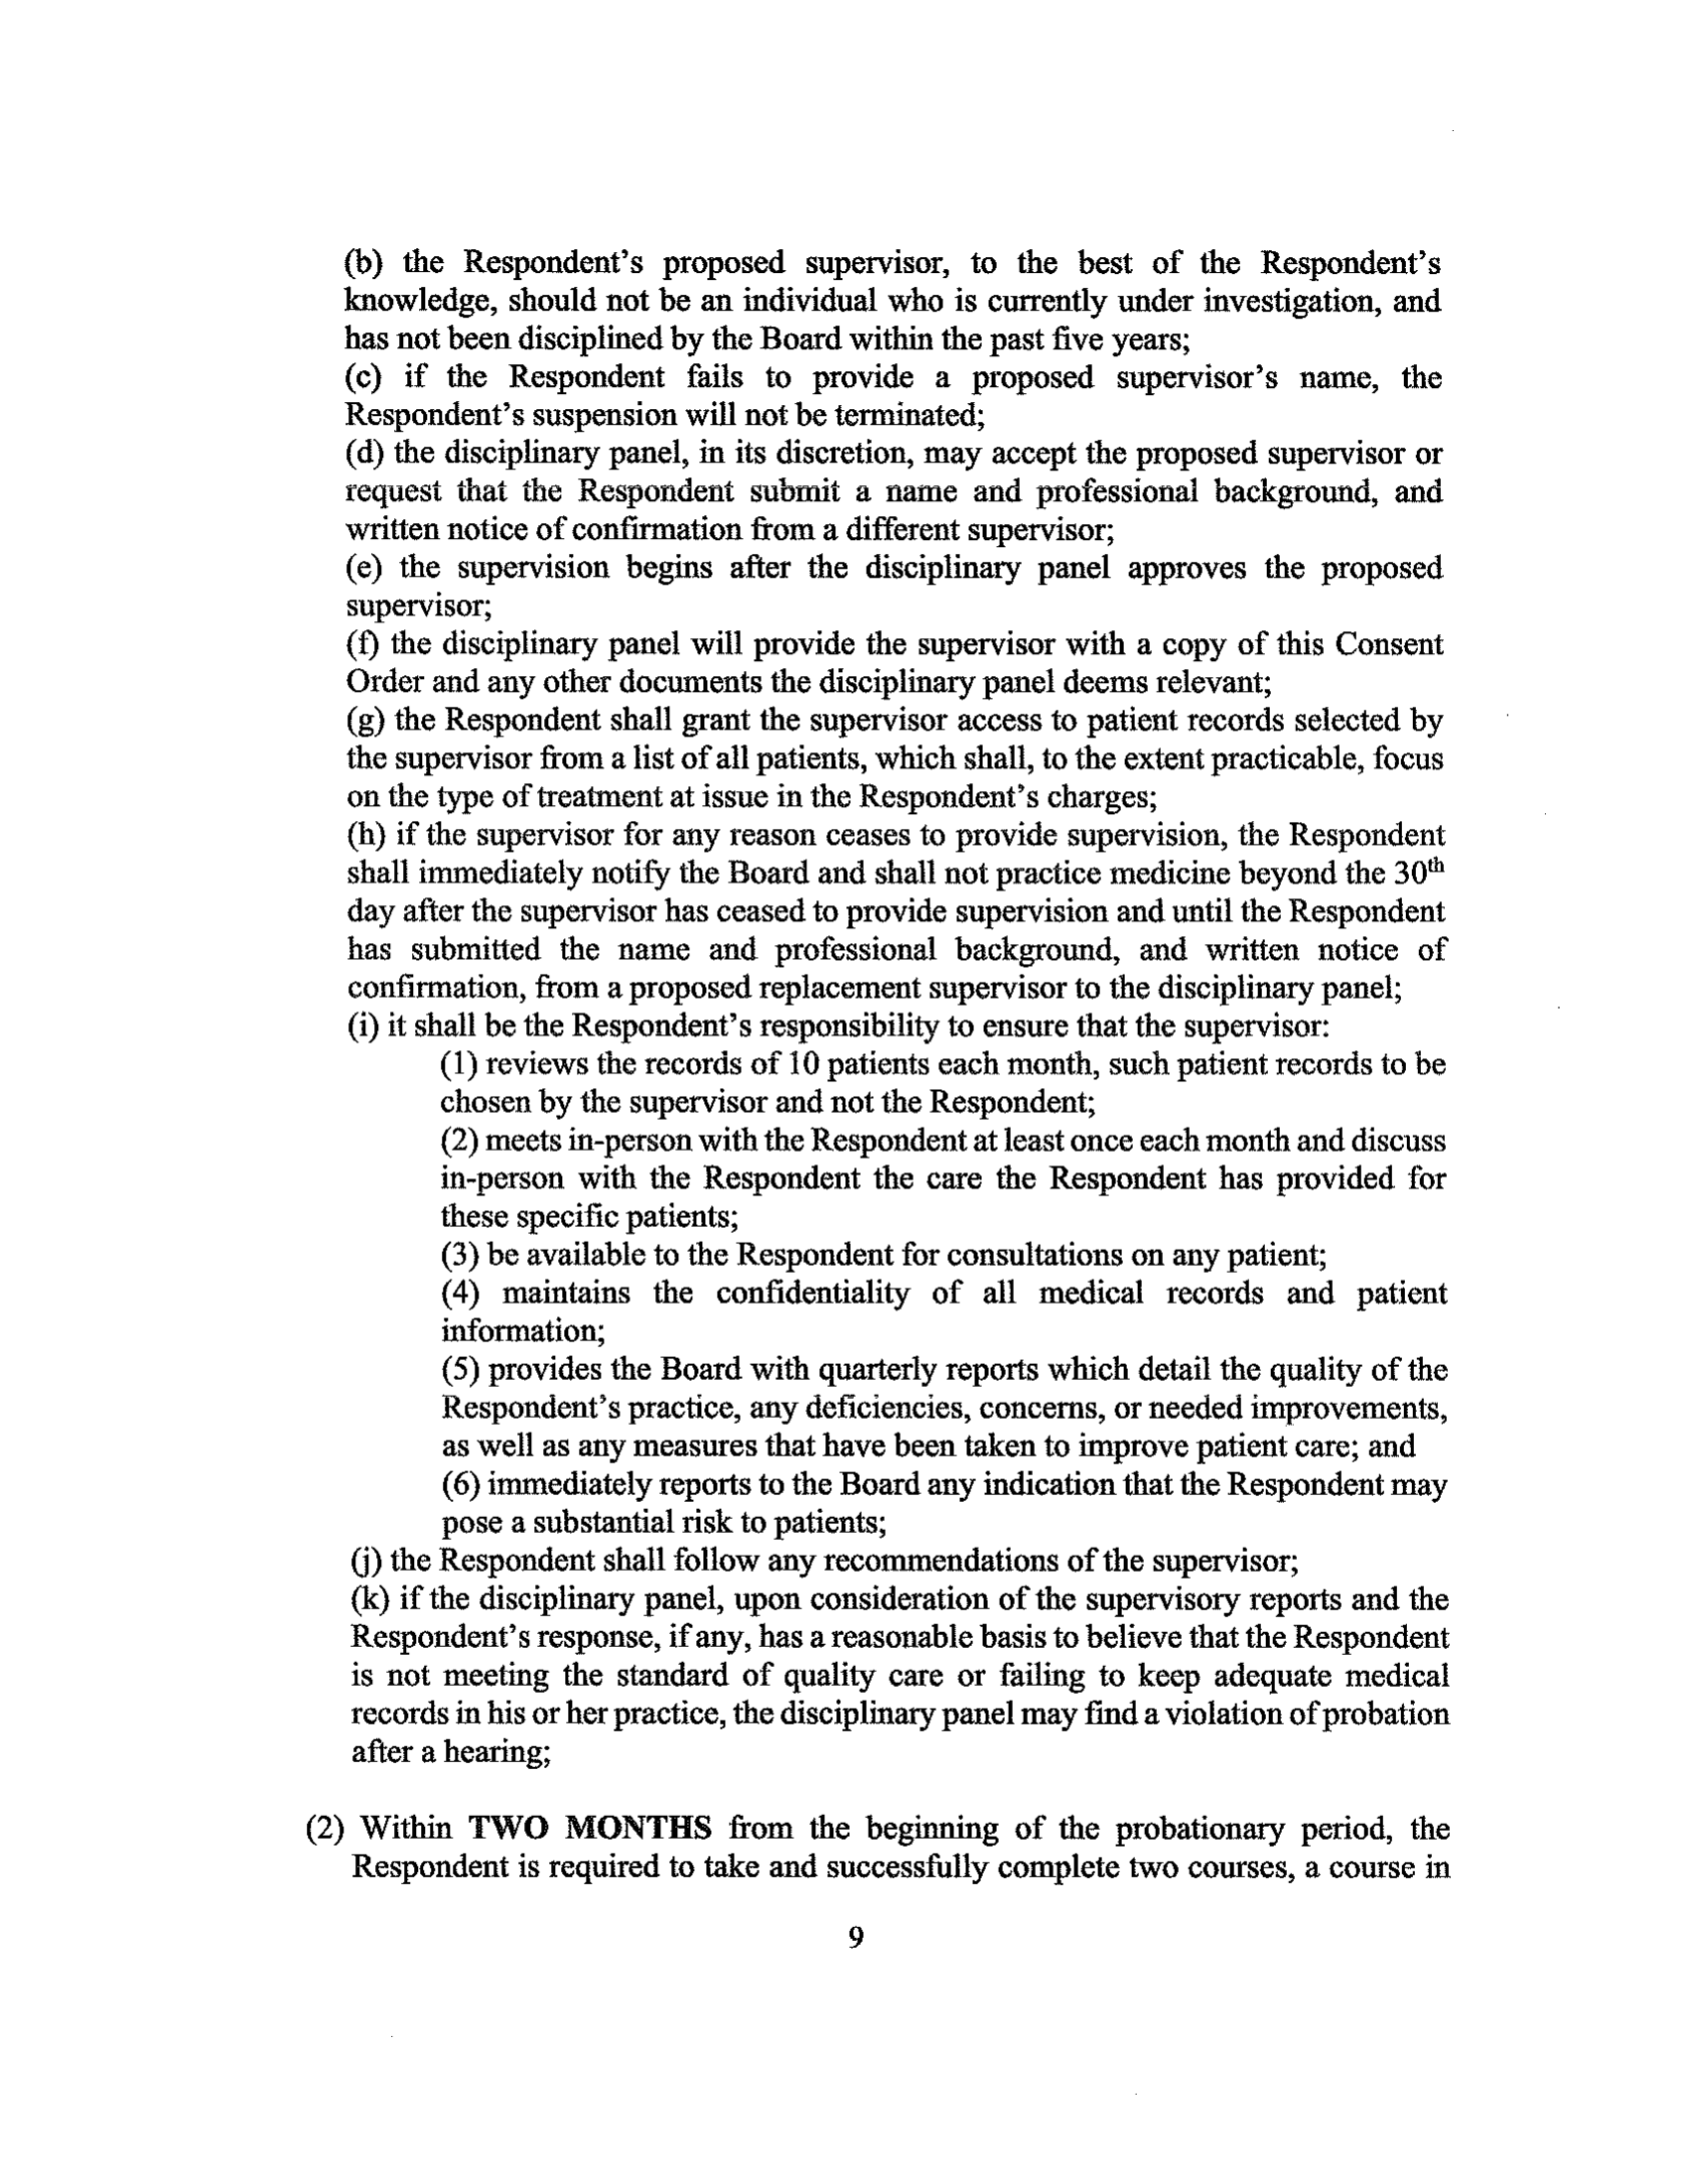 (b) the Respondent's proposed supervisor, to the best of the Respondent's
knowledge, should not be an individual who is currently under investigation, and
has not been disciplined by the Board within the past five years;
(c) if the Respondent fails to provide a proposed supervisor's name, the
Respondent's suspension will not be terminated;
(d) the disciplinary panel, in its discretion, may accept the proposed supervisor or
request that the Respondent submit a name and professional background, and
written notice of confirmation from a different supervisor;
(e) the supervision begins after the disciplinary panel approves the proposed
supervisor;
(f) the disciplinary panel will provide the supervisor with a copy of this Consent
Order and any other documents the disciplinary panel deems relevant;
(g) the Respondent shall grant the supervisor access to patient records selected by
the supervisor from a list of all patients, which shall, to the extent practicable, focus
on the type of treatment at issue in the Respondent's charges;
(h) if the supervisor for any reason ceases to provide supervision, the Respondent
shall immediately notify the Board and shall not practice medicine beyond the 30th
day after the supervisor has ceased to provide supervision and until the Respondent
has submitted the name and professional background, and written notice of
confirmation, from a proposed replacement supervisor to the disciplinary panel;
(i) it shall be the Respondent's responsibility to ensure that the supervisor:
(1) reviews the records of 10 patients each month, such patient records to be
chosen by the supervisor and not the Respondent;
(2) meets in-person with the Respondent at least once each month and discuss
in-person with the Respondent the care the Respondent has provided for
these specific patients;
(3) be available to the Respondent for consultations on any patient;
(4) maintains the confidentiality of all medical records and patient
information;
(5) provides the Board with quarterly reports which detail the quality of the
Respondent's practice, any deficiencies, concerns, or needed improvements,
as well as any measures that have been taken to improve patient care; and
(6) immediately reports to the Board any indication that the Respondent may
pose a substantial risk to patients;
(j) the Respondent shall follow any recommendations of the supervisor;
(k) if the disciplinary panel, upon consideration of the supervisory reports and the
Respondent's response, if any, has a reasonable basis to believe that the Respondent
is not meeting the standard of quality care or failing to keep adequate medical
records in his or her practice, the disciplinary panel may find a violation of probation
after a hearing;
(2) Within TWO MONTHS from the beginning of the probationary period, the
Respondent is required to take and successfully complete two courses, a course in
9